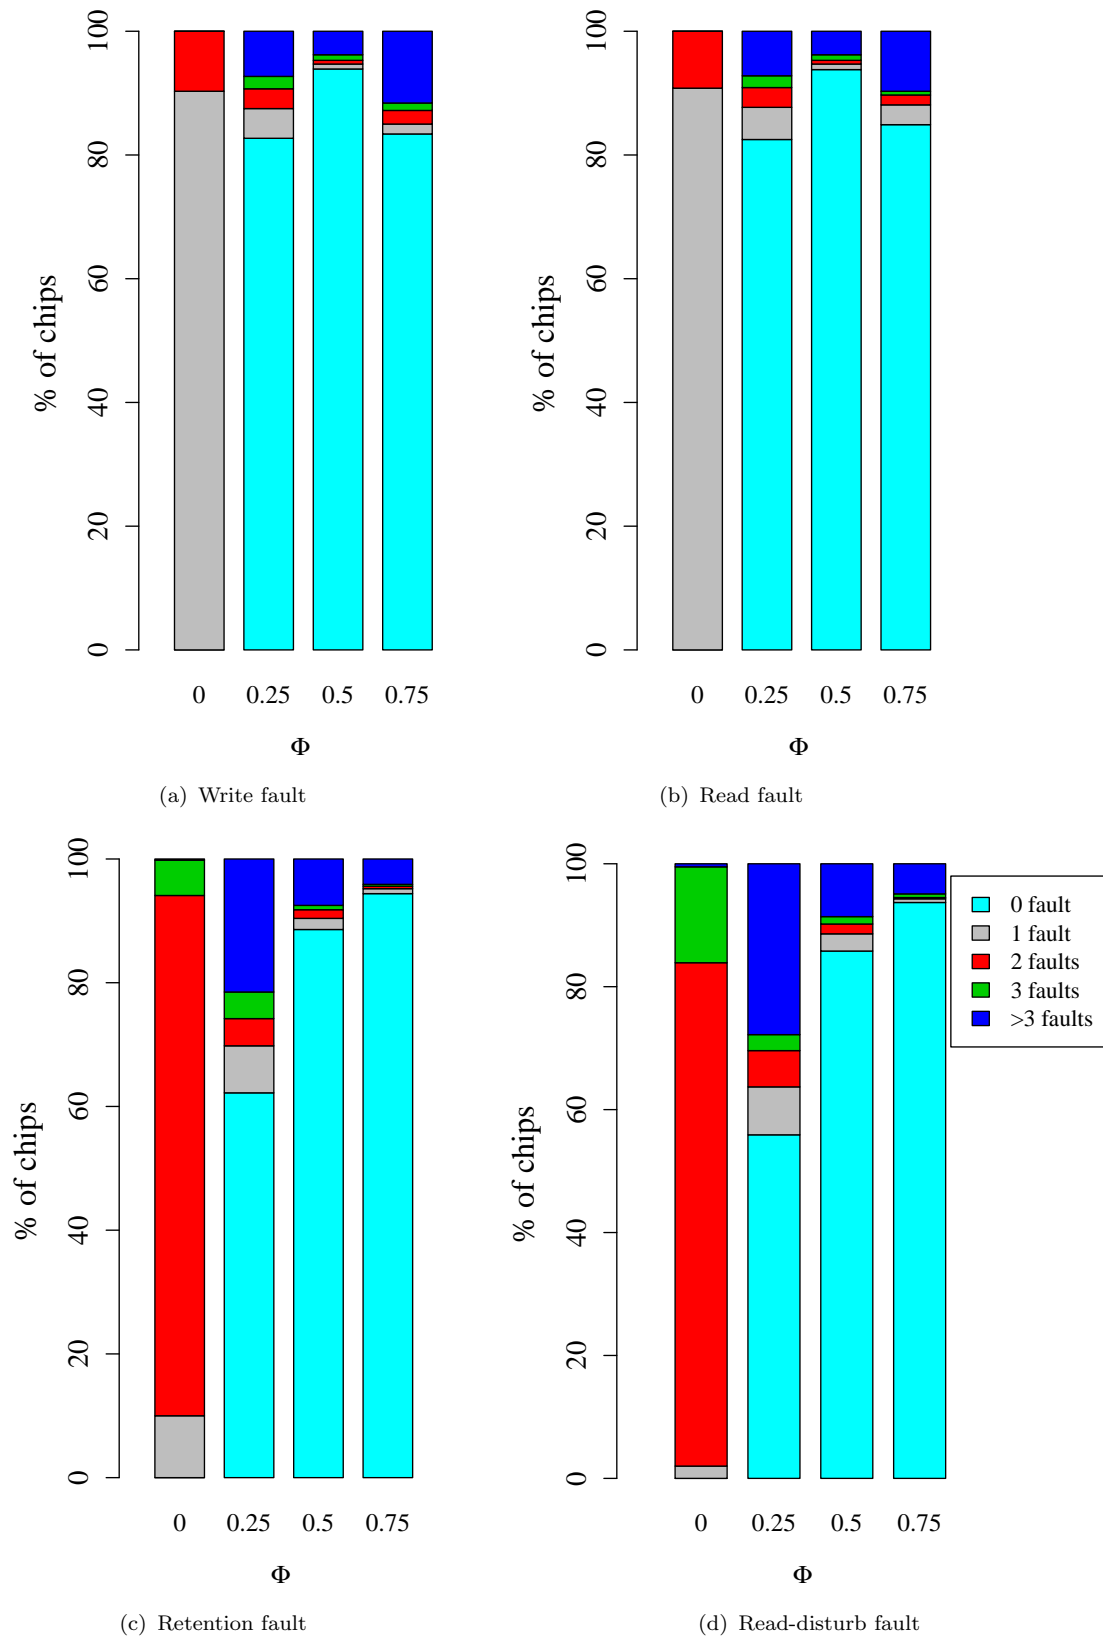 100
80
60
40
20
0
% of chips
0 0.25 0.5 0.75
Φ
(a) Write fault
100
80
60
40
20
0
% of chips
0 0.25 0.5 0.75
Φ
(b) Read fault
100
80
60
40
20
0
% of chips
0 0.25 0.5 0.75
Φ
(c) Retention fault
100
80
60
40
20
0
% of chips
0 0.25 0.5 0.75
Φ
(d) Read-disturb fault
0 fault
1 fault
2 faults
3 faults
>3 faults